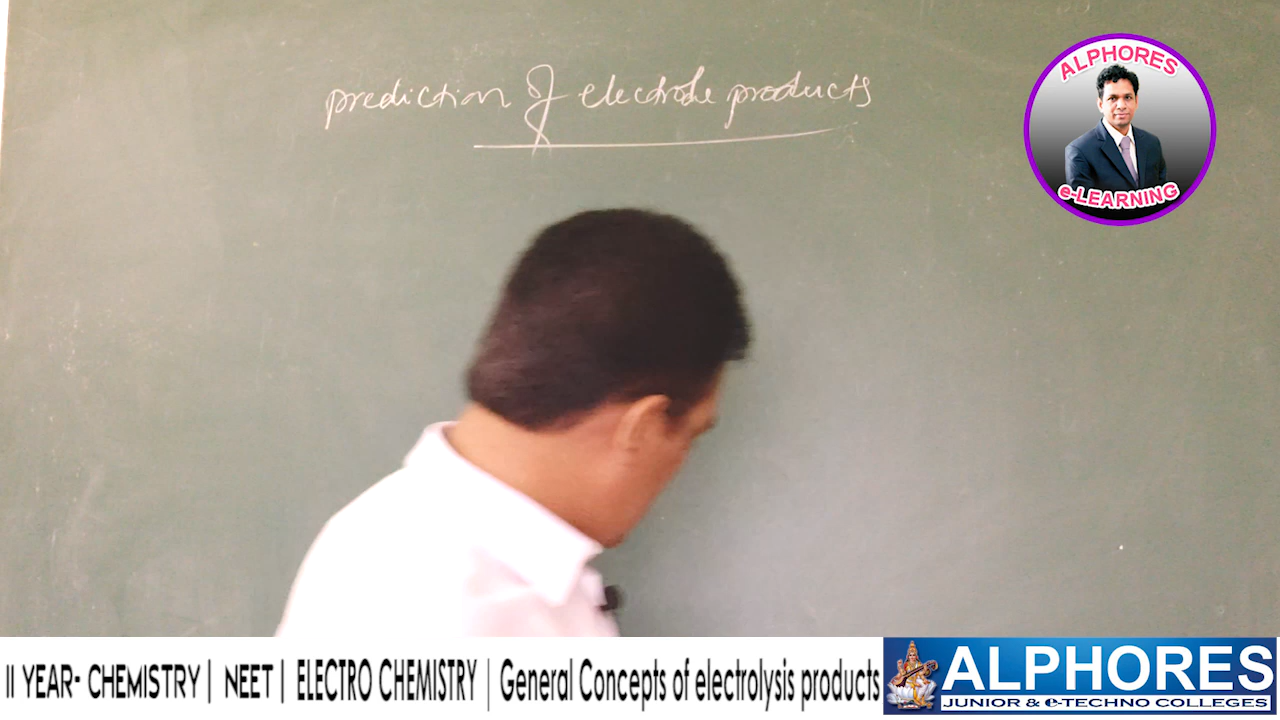 prediction of electrode products
ALPHORES
e-LEARNING
II YEAR- CHEMISTRY | NEET | ELECTRO CHEMISTRY | General Concepts of electrolysis products
ALPHORES
JUNIOR & e-TECHNO COLLEGES